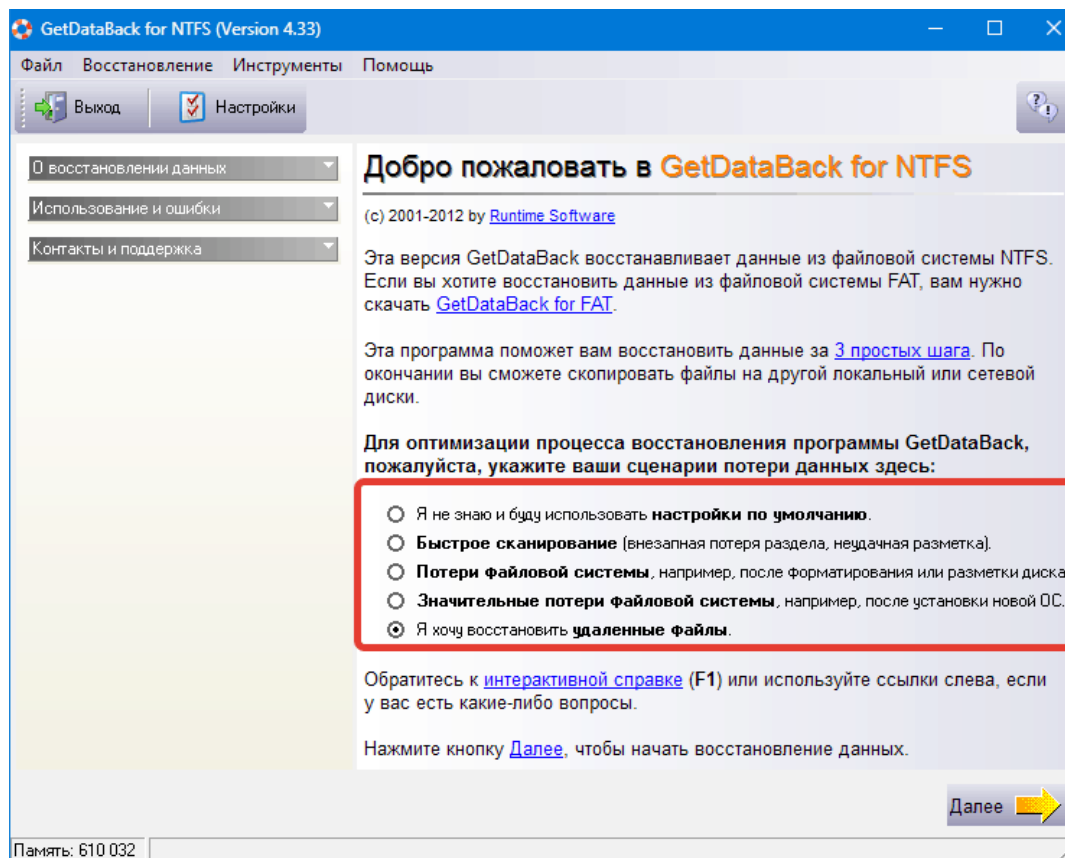 GetDataBack for NTFS (Version 4.33)
Файл Восстановление Инструменты Помощь
Выход Настройки
О восстановлении данных
Использование и ошибки
Контакты и поддержка
Добро пожаловать в GetDataBack for NTFS
(c) 2001-2012 by Runtime Software
Эта версия GetDataBack восстанавливает данные из файловой системы NTFS.
Если вы хотите восстановить данные из файловой системы FAT, вам нужно
скачать GetDataBack for FAT.
Эта программа поможет вам восстановить данные за 3 простых шага. По
окончании вы сможете скопировать файлы на другой локальный или сетевой
диски.
Для оптимизации процесса восстановления программы GetDataBack,
пожалуйста, укажите ваши сценарии потери данных здесь:
Я не знаю и буду использовать настройки по умолчанию.
Быстрое сканирование (внезапная потеря раздела, неудачная разметка).
Потери файловой системы, например, после форматирования или разметки диска
Значительные потери файловой системы, например, после установки новой ОС.
Я хочу восстановить удаленные файлы.
Обратитесь к интерактивной справке (F1) или используйте ссылки слева, если
у вас есть какие-либо вопросы.
Нажмите кнопку Далее, чтобы начать восстановление данных.
Далее
Память: 610 032